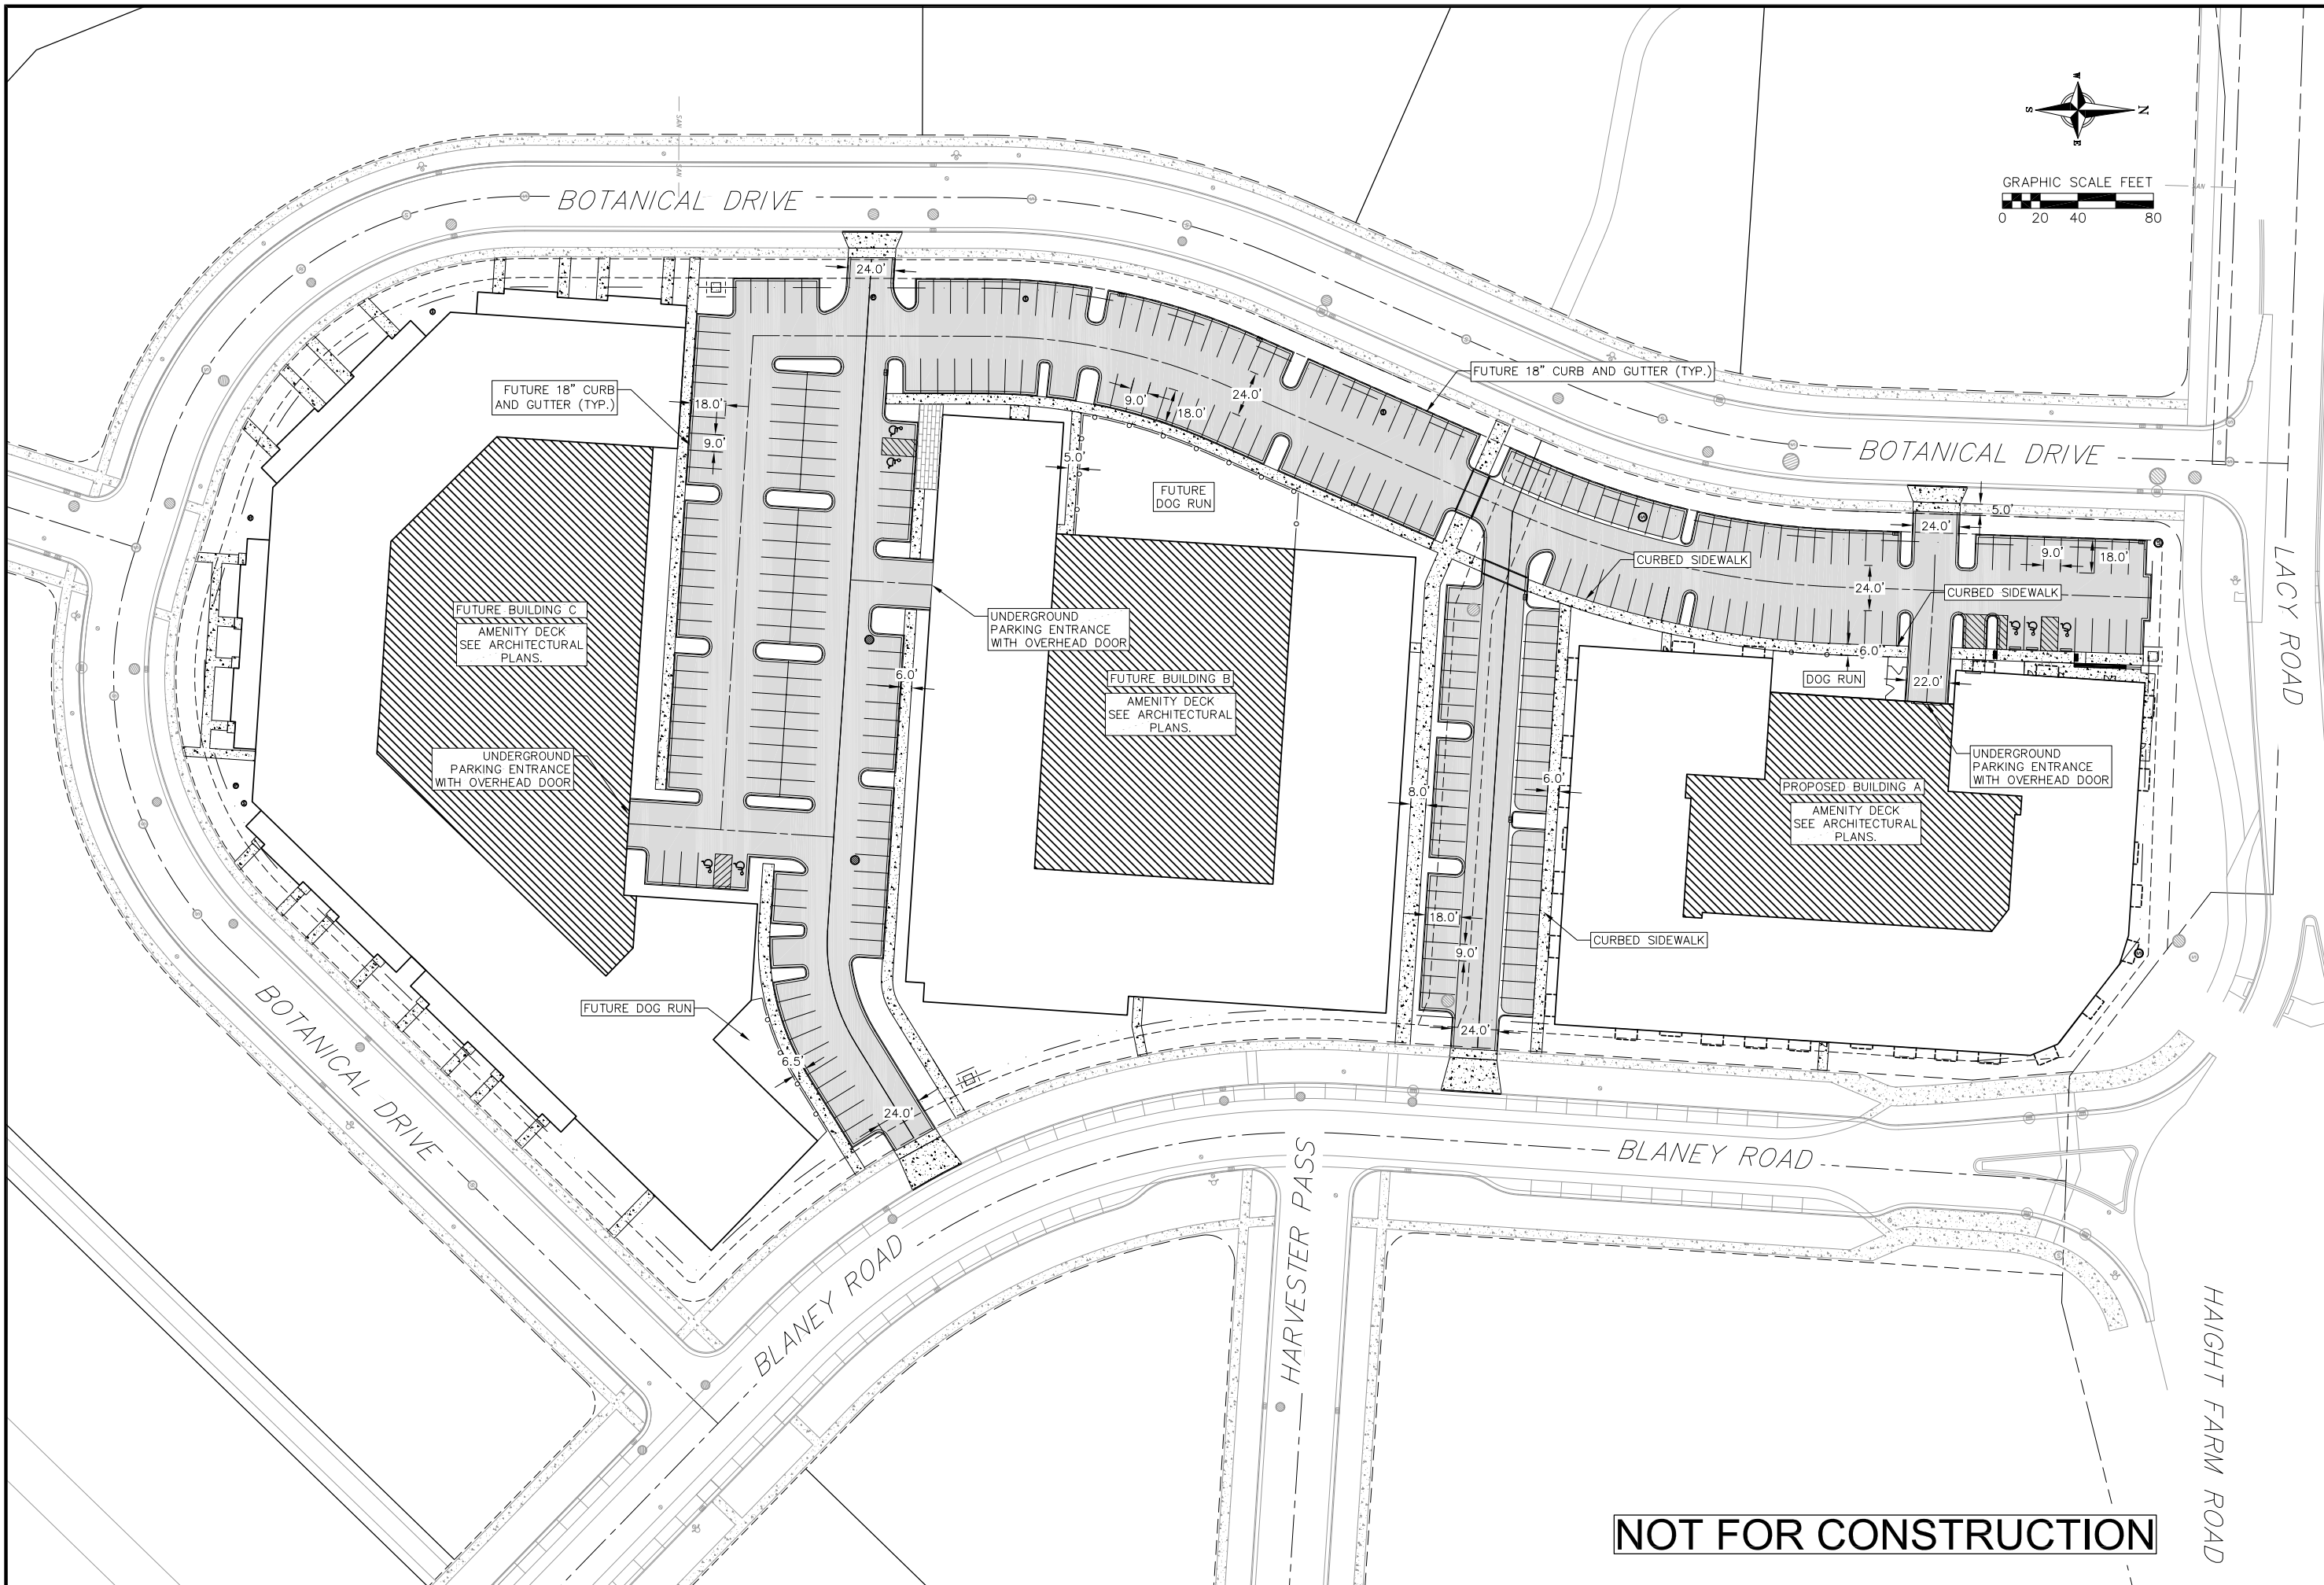 W
S
N
E
GRAPHIC SCALE FEET
0 20 40 80
SAN
SAN
SAN
BOTANICAL DRIVE
24.0'
FUTURE 18" CURB AND GUTTER (TYP.)
FUTURE 18" CURB
AND GUTTER (TYP.)
18.0'
9.0'
9.0'
18.0'
24.0'
BOTANICAL DRIVE
5.0'
FUTURE
DOG RUN
24.0'
5.0'
9.0'
18.0'
CURBED SIDEWALK
24.0'
CURBED SIDEWALK
LACY ROAD
FUTURE BUILDING C
AMENITY DECK
SEE ARCHITECTURAL
PLANS.
UNDERGROUND
PARKING ENTRANCE
WITH OVERHEAD DOOR
6.0'
6.0'
DOG RUN
22.0'
FUTURE BUILDING B
AMENITY DECK
SEE ARCHITECTURAL
PLANS.
UNDERGROUND
PARKING ENTRANCE
WITH OVERHEAD DOOR
UNDERGROUND
PARKING ENTRANCE
WITH OVERHEAD DOOR
8.0'
6.0'
PROPOSED BUILDING A
AMENITY DECK
SEE ARCHITECTURAL
PLANS.
18.0'
9.0'
CURBED SIDEWALK
FUTURE DOG RUN
24.0'
6.5'
24.0'
BOTANICAL DRIVE
BLANEY ROAD
BLANEY ROAD
HARVESTER PASS
HAIGHT FARM ROAD
NOT FOR CONSTRUCTION